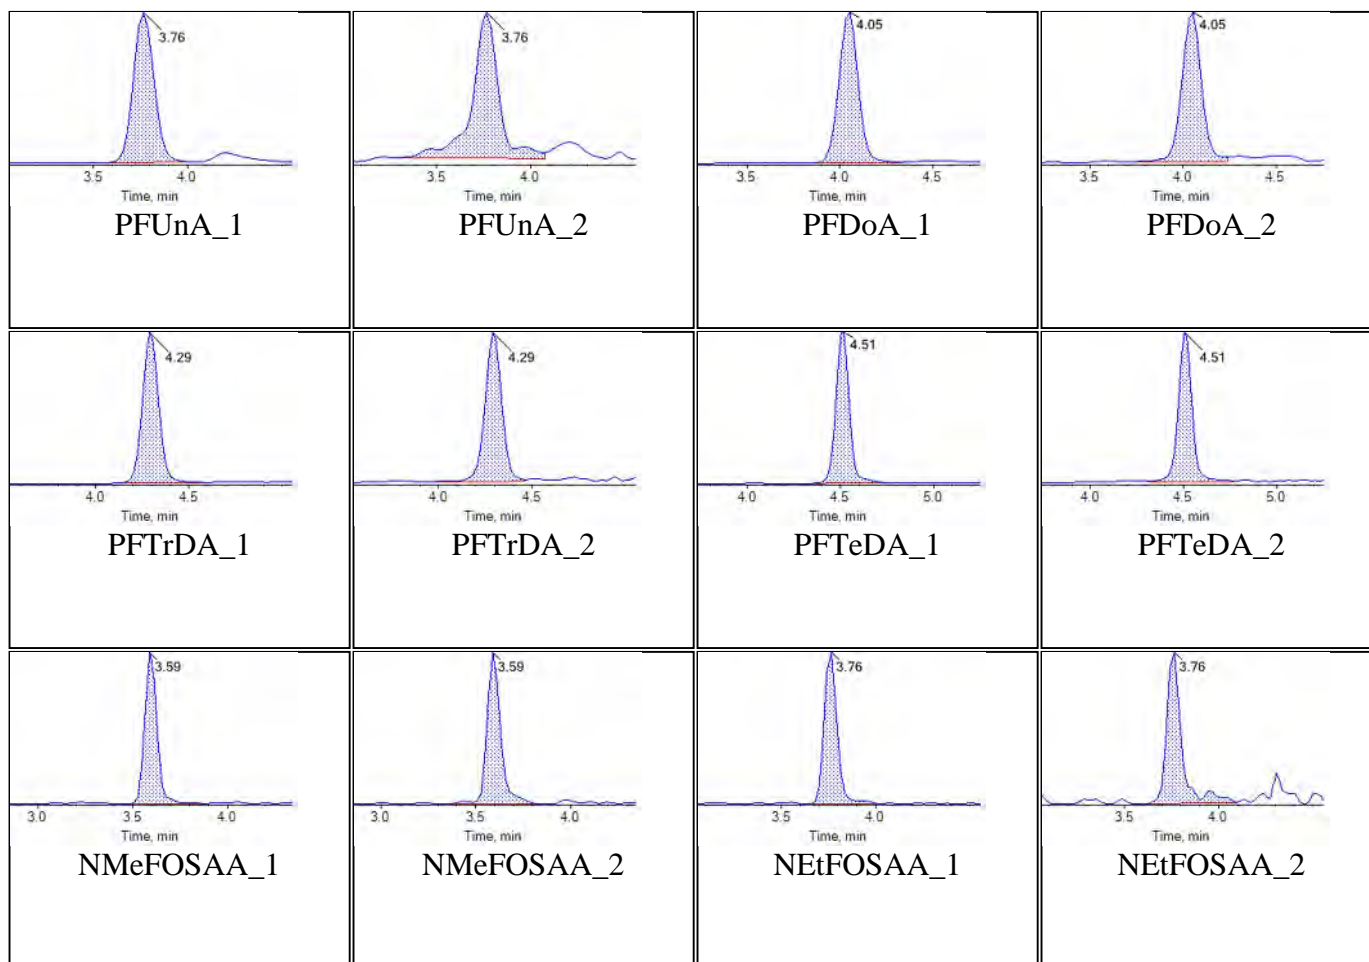 3.76
3.5 4.0
Time, min
PFUnA_1
3.76
3.5 4.0
Time, min
PFUnA_2
4.05
3.5 4.0 4.5
Time, min
PFDoA_1
4.05
3.5 4.0 4.5
Time, min
PFDoA_2
4.29
4.0 4.5
Time, min
PFTrDA_1
4.29
4.0 4.5
Time, min
PFTrDA_2
4.51
4.0 4.5 5.0
Time, min
PFTeDA_1
4.51
4.0 4.5 5.0
Time, min
PFTeDA_2
3.59
3.0 3.5 4.0
Time, min
NMeFOSAA_1
3.59
3.0 3.5 4.0
Time, min
NMeFOSAA_2
3.76
3.5 4.0
Time, min
NEtFOSAA_1
3.76
3.5 4.0
Time, min
NEtFOSAA_2